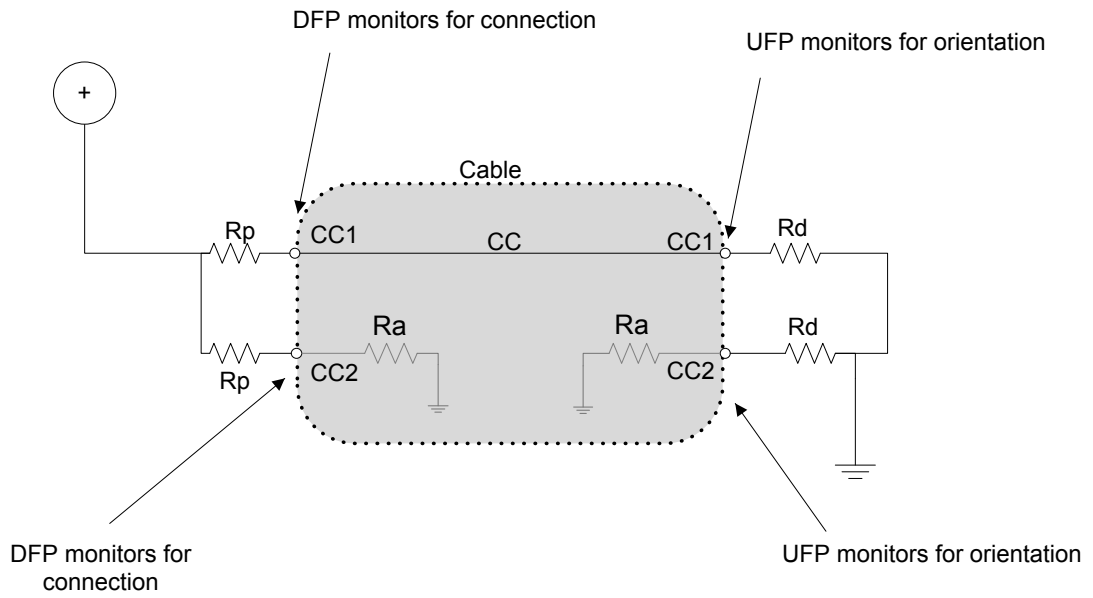 DFP monitors for connection
UFP monitors for orientation
+
Cable
Rp
CC1
CC
CC1
Rd
Ra
Ra
Rd
Rp
CC2
CC2
DFP monitors for
connection
UFP monitors for orientation